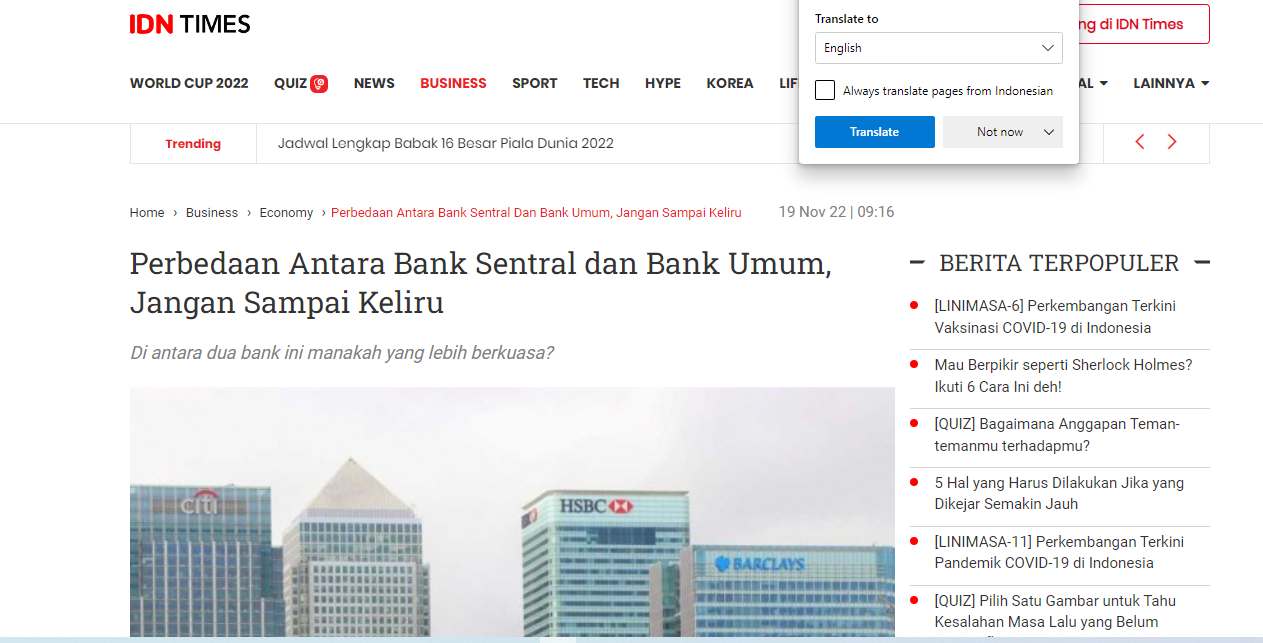 IDN TIMES
Translate to
English
Always translate pages from Indonesian
Translate
Not now
ng di IDN Times
WORLD CUP 2022 QUIZ NEWS BUSINESS SPORT TECH HYPE KOREA LIF AL LAINNYA
Trending
Jadwal Lengkap Babak 16 Besar Piala Dunia 2022
Home › Business › Economy › Perbedaan Antara Bank Sentral Dan Bank Umum, Jangan Sampai Keliru
19 Nov 22 | 09:16
Perbedaan Antara Bank Sentral dan Bank Umum,
Jangan Sampai Keliru
Di antara dua bank ini manakah yang lebih berkuasa?
citi
HSBC
BARCLAYS
BERITA TERPOPULER
[LINIMASA-6] Perkembangan Terkini
Vaksinasi COVID-19 di Indonesia
Mau Berpikir seperti Sherlock Holmes?
Ikuti 6 Cara Ini deh!
[QUIZ] Bagaimana Anggapan Teman-
temanmu terhadapmu?
5 Hal yang Harus Dilakukan Jika yang
Dikejar Semakin Jauh
[LINIMASA-11] Perkembangan Terkini
Pandemik COVID-19 di Indonesia
[QUIZ] Pilih Satu Gambar untuk Tahu
Kesalahan Masa Lalu yang Belum